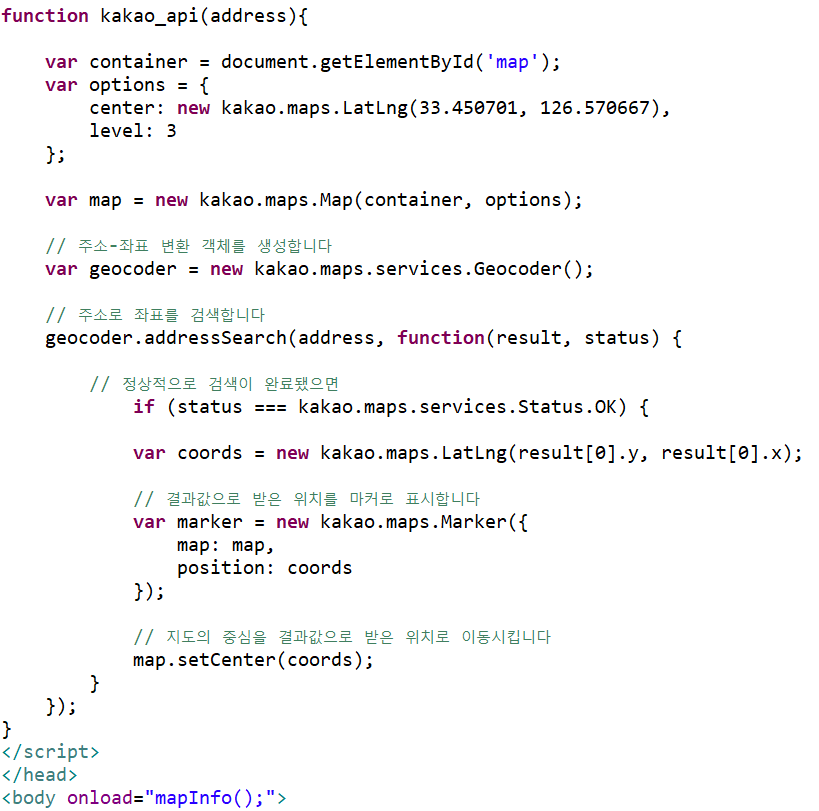 function kakao_api(address){
var container = document.getElementById('map');
var options = {
center: new kakao.maps.LatLng(33.450701, 126.570667),
level: 3
};
var map = new kakao.maps.Map(container, options);
// 주소-좌표 변환 객체를 생성합니다
var geocoder = new kakao.maps.services.Geocoder();
// 주소로 좌표를 검색합니다
geocoder.addressSearch(address, function(result, status) {
// 정상적으로 검색이 완료됐으면
if (status === kakao.maps.services.Status.OK) {
var coords = new kakao.maps.LatLng(result[0].y, result[0].x);
// 결과값으로 받은 위치를 마커로 표시합니다
var marker = new kakao.maps.Marker({
map: map,
position: coords
});
// 지도의 중심을 결과값으로 받은 위치로 이동시킵니다
map.setCenter(coords);
}
});
}
</script>
</head>
<body onload="mapInfo();">